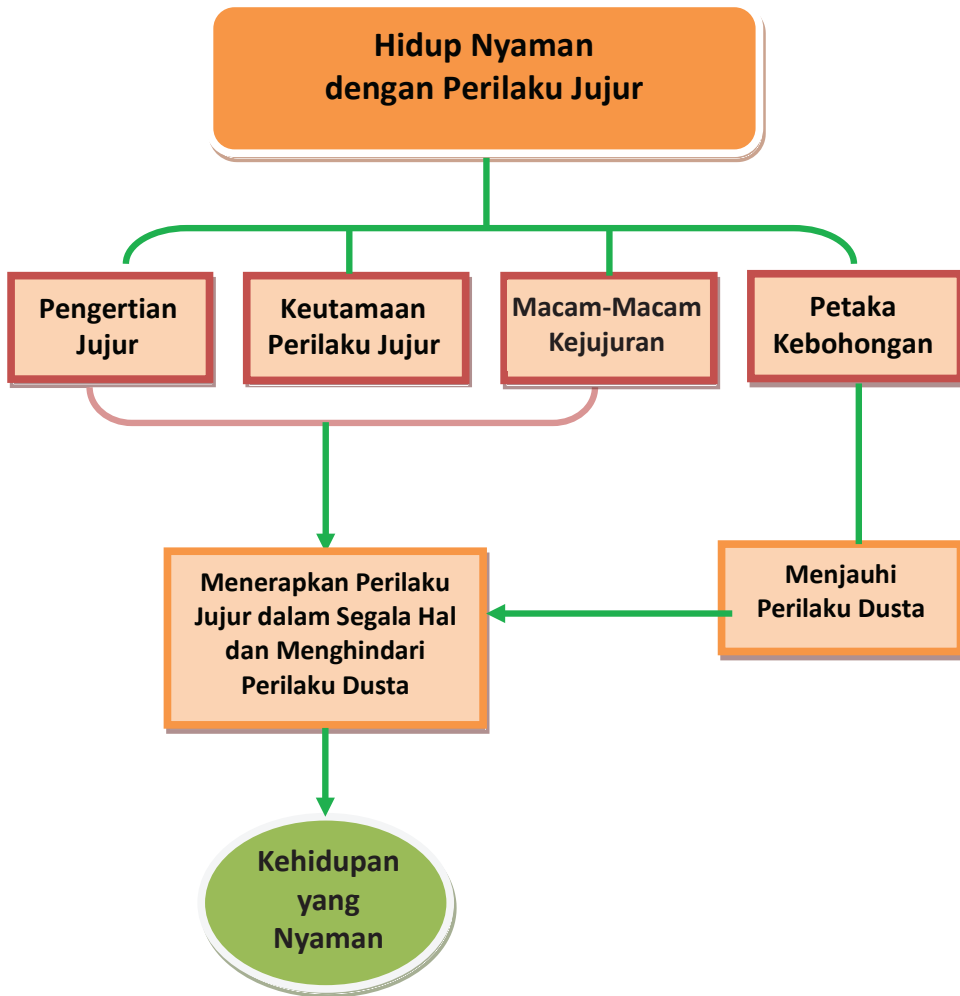 Hidup Nyaman
dengan Perilaku Jujur
Pengertian
Jujur
Keutamaan
Perilaku Jujur
Macam-Macam
Kejujuran
Petaka
Kebohongan
Menerapkan Perilaku
Jujur dalam Segala Hal
dan Menghindari
Perilaku Dusta
Menjauhi
Perilaku Dusta
Kehidupan
yang
Nyaman